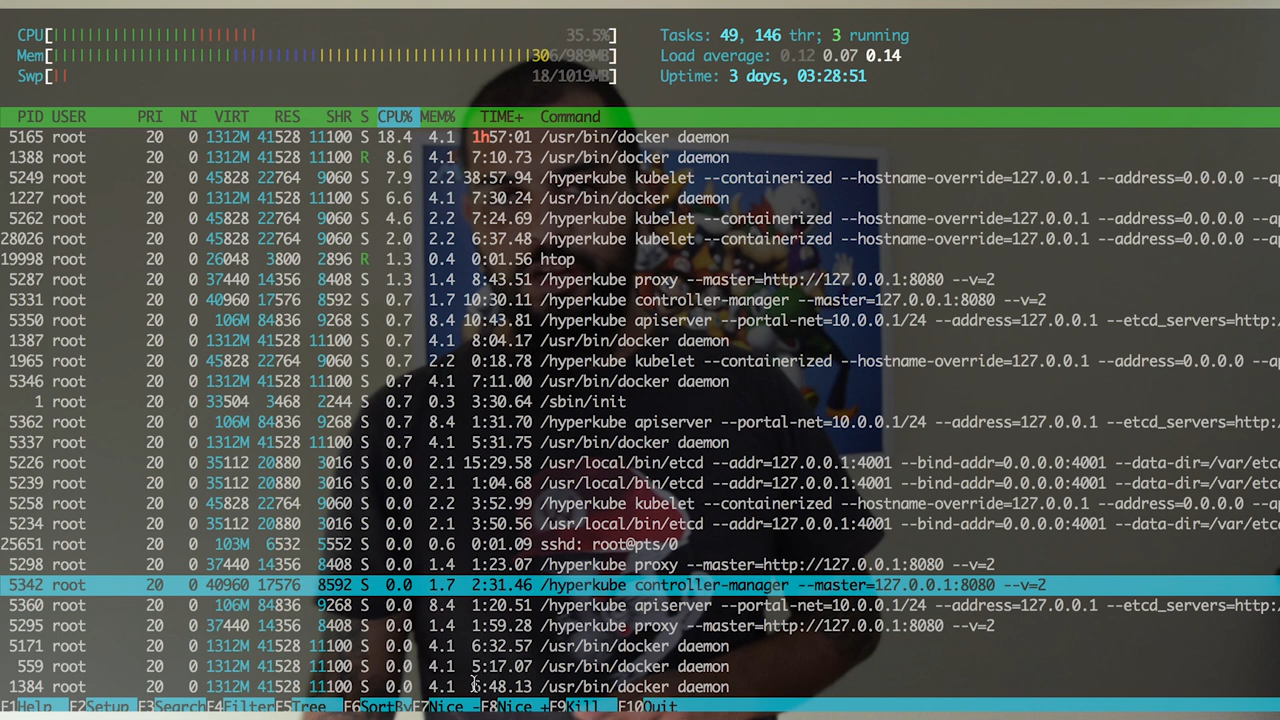 CPU[||||||||||||||||||||||||||| 35.5%] Tasks: 49, 146 thr; 3 running
Mem[||||||||||||||||||||||||||||||||||||||||||||||||||||||||306/989MB] Load average: 0.12 0.07 0.14
Swp[|| 18/1019MB] Uptime: 3 days, 03:28:51
PID USER PRI NI VIRT RES SHR S CPU% MEM% TIME+ Command
5165 root 20 0 1312M 41528 11100 S 18.4 4.1 1h57:01 /usr/bin/docker daemon
1388 root 20 0 1312M 41528 11100 R 8.6 4.1 7:10.73 /usr/bin/docker daemon
5249 root 20 0 45828 22764 9060 S 7.9 2.2 38:57.94 /hyperkube kubelet --containerized --hostname-override=127.0.0.1 --address=0.0.0.0 --ap
1227 root 20 0 1312M 41528 11100 S 6.6 4.1 7:30.24 /usr/bin/docker daemon
5262 root 20 0 45828 22764 9060 S 4.6 2.2 7:24.69 /hyperkube kubelet --containerized --hostname-override=127.0.0.1 --address=0.0.0.0 --ap
28026 root 20 0 45828 22764 9060 S 2.0 2.2 6:37.48 /hyperkube kubelet --containerized --hostname-override=127.0.0.1 --address=0.0.0.0 --ap
19998 root 20 0 26048 3800 2896 R 1.3 0.4 0:01.56 htop
5287 root 20 0 37440 14356 8408 S 1.3 1.4 8:43.51 /hyperkube proxy --master=http://127.0.0.1:8080 --v=2
5331 root 20 0 40960 17576 8592 S 0.7 1.7 10:30.11 /hyperkube controller-manager --master=127.0.0.1:8080 --v=2
5350 root 20 0 106M 84836 9268 S 0.7 8.4 10:43.81 /hyperkube apiserver --portal-net=10.0.0.1/24 --address=127.0.0.1 --etcd_servers=http:
1387 root 20 0 1312M 41528 11100 S 0.7 4.1 8:04.17 /usr/bin/docker daemon
1965 root 20 0 45828 22764 9060 S 0.7 2.2 0:18.78 /hyperkube kubelet --containerized --hostname-override=127.0.0.1 --address=0.0.0.0 --ap
5346 root 20 0 1312M 41528 11100 S 0.7 4.1 7:11.00 /usr/bin/docker daemon
1 root 20 0 33504 3468 2244 S 0.7 0.3 3:30.64 /sbin/init
5362 root 20 0 106M 84836 9268 S 0.7 8.4 1:31.70 /hyperkube apiserver --portal-net=10.0.0.1/24 --address=127.0.0.1 --etcd_servers=http:
5337 root 20 0 1312M 41528 11100 S 0.7 4.1 5:31.75 /usr/bin/docker daemon
5226 root 20 0 35112 20880 3016 S 0.0 2.1 15:29.58 /usr/local/bin/etcd --addr=127.0.0.1:4001 --bind-addr=0.0.0.0:4001 --data-dir=/var/etc
5239 root 20 0 35112 20880 3016 S 0.0 2.1 1:04.68 /usr/local/bin/etcd --addr=127.0.0.1:4001 --bind-addr=0.0.0.0:4001 --data-dir=/var/etc
5258 root 20 0 45828 22764 9060 S 0.0 2.2 3:52.99 /hyperkube kubelet --containerized --hostname-override=127.0.0.1 --address=0.0.0.0 --ap
5234 root 20 0 35112 20880 3016 S 0.0 2.1 3:50.56 /usr/local/bin/etcd --addr=127.0.0.1:4001 --bind-addr=0.0.0.0:4001 --data-dir=/var/etc
25651 root 20 0 103M 6532 5552 S 0.0 0.6 0:01.09 sshd: root@pts/0
5298 root 20 0 37440 14356 8408 S 0.0 1.4 1:23.07 /hyperkube proxy --master=http://127.0.0.1:8080 --v=2
5342 root 20 0 40960 17576 8592 S 0.0 1.7 2:31.46 /hyperkube controller-manager --master=127.0.0.1:8080 --v=2
5360 root 20 0 106M 84836 9268 S 0.0 8.4 1:20.51 /hyperkube apiserver --portal-net=10.0.0.1/24 --address=127.0.0.1 --etcd_servers=http:
5295 root 20 0 37440 14356 8408 S 0.0 1.4 1:59.28 /hyperkube proxy --master=http://127.0.0.1:8080 --v=2
5171 root 20 0 1312M 41528 11100 S 0.0 4.1 6:32.57 /usr/bin/docker daemon
559 root 20 0 1312M 41528 11100 S 0.0 4.1 5:17.07 /usr/bin/docker daemon
1384 root 20 0 1312M 41528 11100 S 0.0 4.1 6:48.13 /usr/bin/docker daemon
F1Help F2Setup F3SearchF4FilterF5Tree F6SortByF7Nice -F8Nice +F9Kill F10Quit